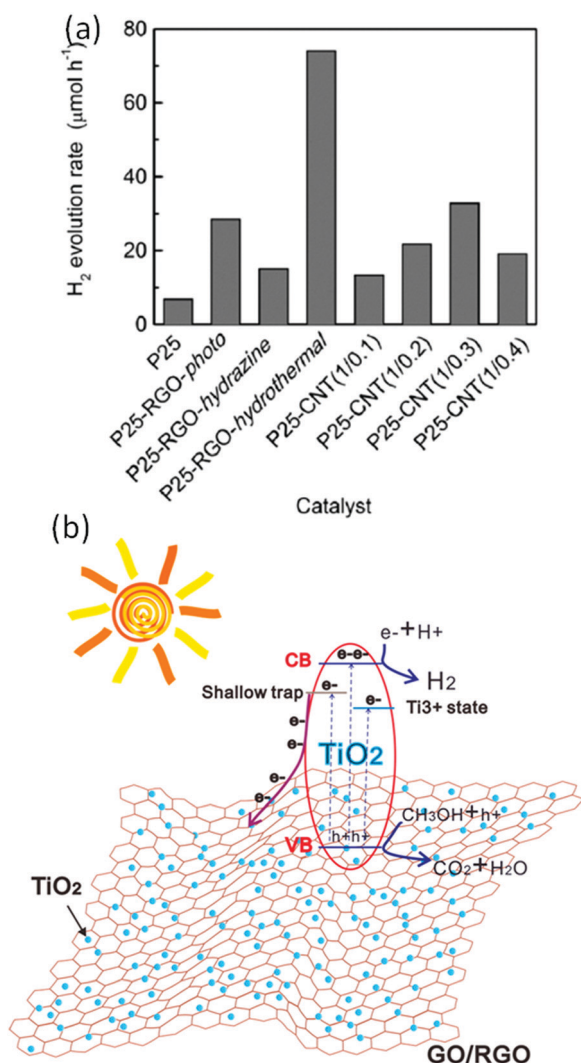 (a)
H2 evolution rate (μmol h-1)
80
60
40
20
0
P25
P25-RGO-photo
P25-RGO-hydrazine
P25-RGO-hydrothermal
P25-CNT(1/0.1)
P25-CNT(1/0.2)
P25-CNT(1/0.3)
P25-CNT(1/0.4)
Catalyst
(b)
e-+H+
CB
e-e-
H2
Shallow trap
e-
e-
Ti3+ state
e-
e-
TiO2
e-
CH3OH+h+
h+h+
VB
CO2+H2O
TiO2
GO/RGO